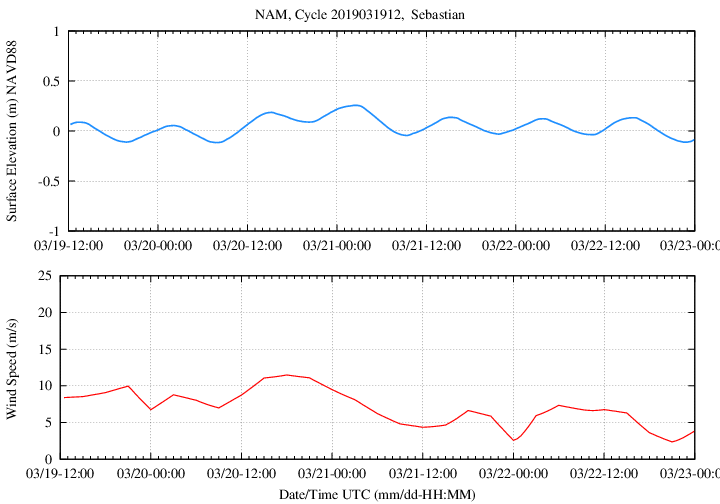 NAM, Cycle 2019031912,  Sebastian
Surface Elevation (m) NAVD88
1
0.5
0
-0.5
-1
03/19-12:00 03/20-00:00 03/20-12:00 03/21-00:00 03/21-12:00 03/22-00:00 03/22-12:00 03/23-00:0
Wind Speed (m/s)
25
20
15
10
5
0
03/19-12:00 03/20-00:00 03/20-12:00 03/21-00:00 03/21-12:00 03/22-00:00 03/22-12:00 03/23-00:0
Date/Time UTC (mm/dd-HH:MM)